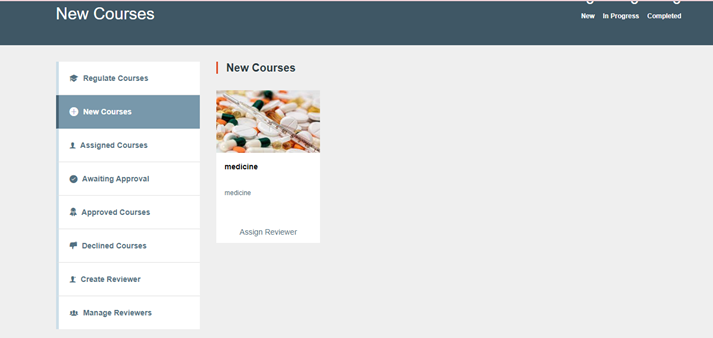 New Courses
New In Progress Completed
Regulate Courses
New Courses
Assigned Courses
Awaiting Approval
Approved Courses
Declined Courses
Create Reviewer
Manage Reviewers
New Courses
medicine
medicine
Assign Reviewer